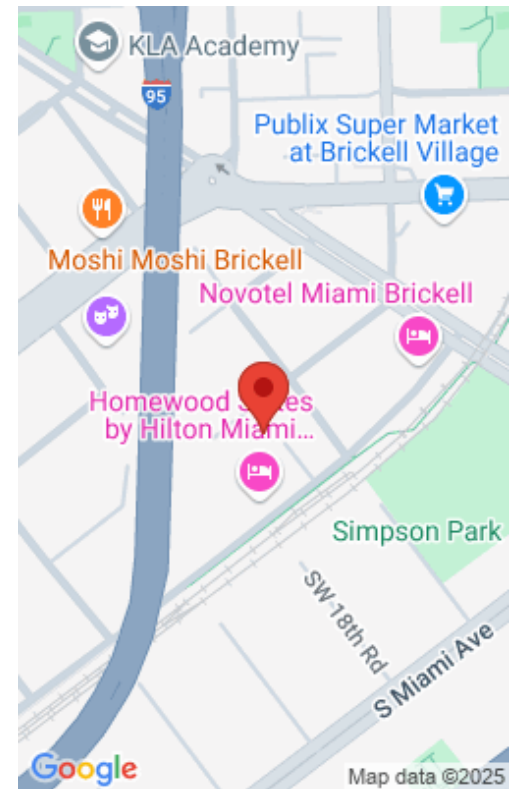 KLA Academy
95
Publix Super Market
at Brickell Village
Moshi Moshi Brickell
Novotel Miami Brickell
Homewood
by Hilton Miami...
Simpson Park
SW 18th Rd
S Miami Ave
Google
Map data ©2025